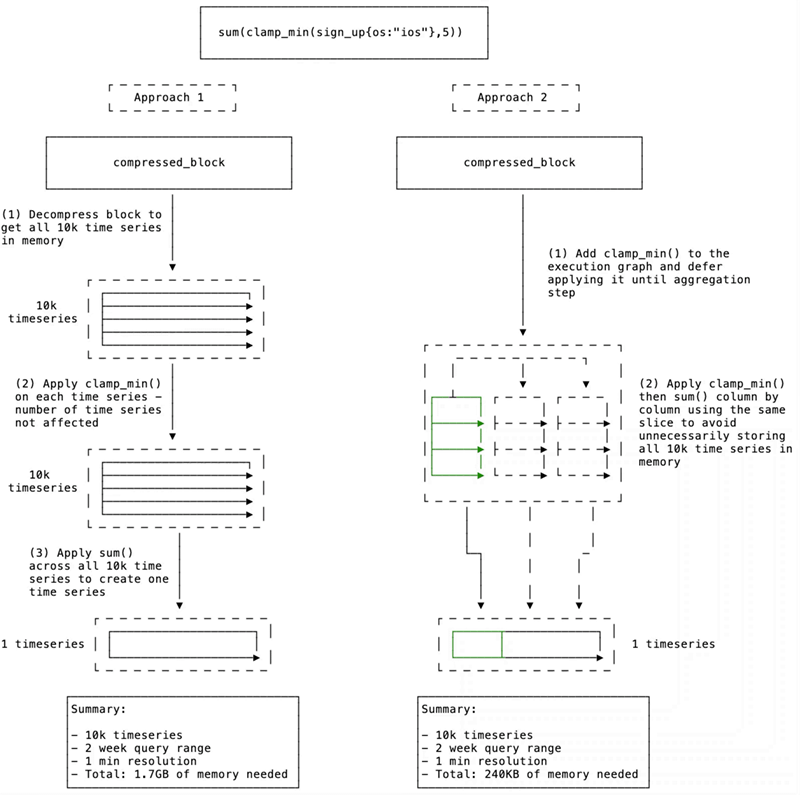 sum(clamp_min(sign_up{os:"ios"},5))
Approach 1
compressed_block
(1) Decompress block to
get all 10k time series
in memory
10k
timeseries
(2) Apply clamp_min()
on each time series –
number of time series
not affected
10k
timeseries
(3) Apply sum()
across all 10k time
series to create one
time series
1 timeseries
Summary:
– 10k timeseries
– 2 week query range
– 1 min resolution
– Total: 1.7GB of memory needed
Approach 2
compressed_block
(1) Add clamp_min() to the
execution graph and defer
applying it until aggregation
step
(2) Apply clamp_min()
then sum() column by
column using the same
slice to avoid
unnecessarily storing
all 10k time series in
memory
1 timeseries
Summary:
– 10k timeseries
– 2 week query range
– 1 min resolution
– Total: 240KB of memory needed